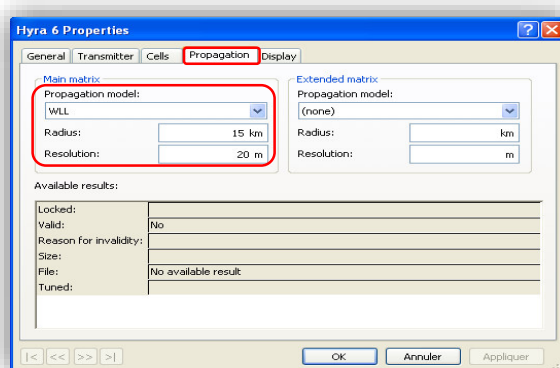 Hyra 6 Properties
General Transmitter Cells Propagation Display
Main matrix
Propagation model:
WLL
Radius: 15 km
Resolution: 20 m
Extended matrix
Propagation model:
(none)
Radius: km
Resolution: m
Available results:
Locked:
Valid: No
Reason for invalidity:
Size:
File: No available result
Tuned:
|< << >> >| OK Annuler Appliquer